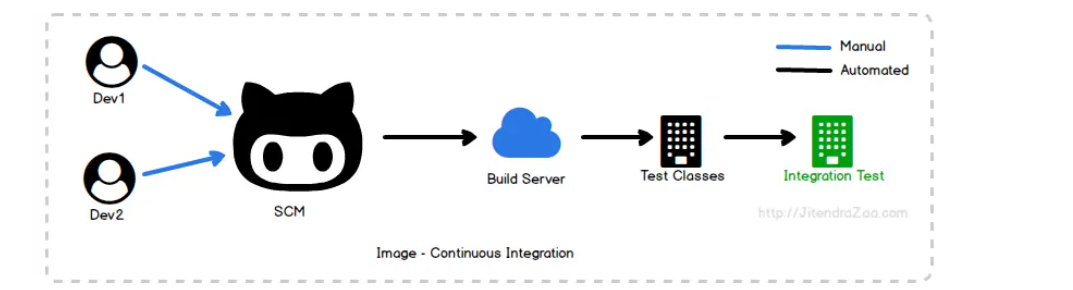 Manual
Automated
Dev1
Dev2
SCM
Build Server
Test Classes
Integration Test
http://JitendraZaa.com
Image - Continuous Integration